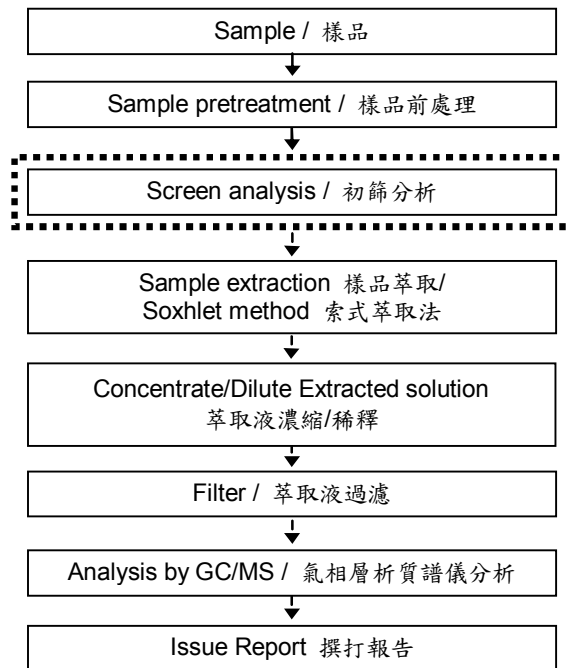 Sample / 樣品
Sample pretreatment / 樣品前處理
Screen analysis / 初篩分析
Sample extraction 樣品萃取/
Soxhlet method 索式萃取法
Concentrate/Dilute Extracted solution
萃取液濃縮/稀釋
Filter / 萃取液過濾
Analysis by GC/MS / 氣相層析質譜儀分析
Issue Report 撰打報告